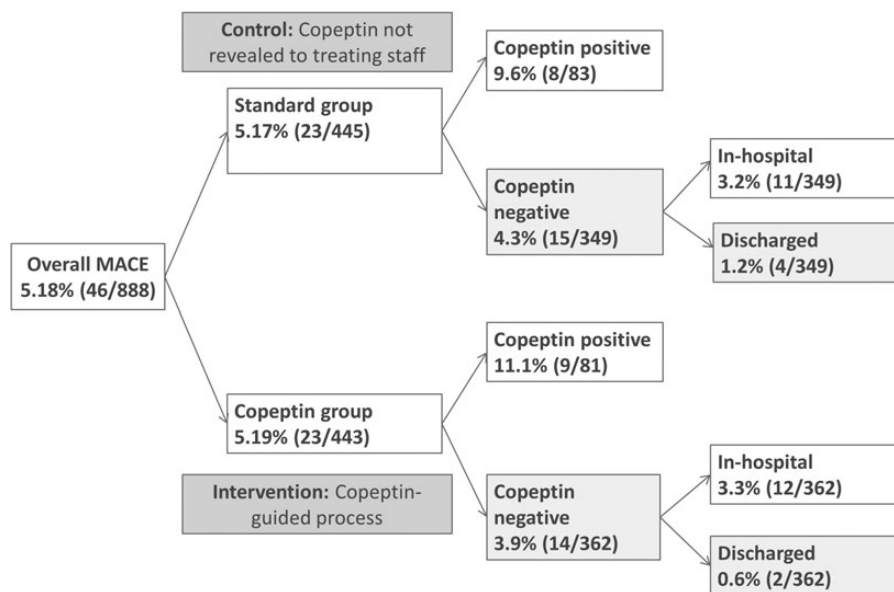 Control: Copeptin not
revealed to treating staff
Copeptin positive
9.6% (8/83)
Standard group
5.17% (23/445)
In-hospital
3.2% (11/349)
Copeptin
negative
4.3% (15/349)
Discharged
1.2% (4/349)
Overall MACE
5.18% (46/888)
Copeptin positive
11.1% (9/81)
Copeptin group
5.19% (23/443)
In-hospital
3.3% (12/362)
Intervention: Copeptin-
guided process
Copeptin
negative
3.9% (14/362)
Discharged
0.6% (2/362)